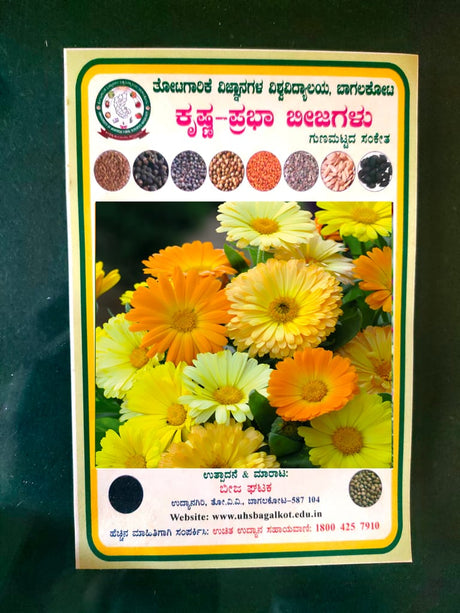 ತೋಟಗಾರಿಕೆ ವಿಜ್ಞಾನಗಳ ವಿಶ್ವವಿದ್ಯಾಲಯ, ಬಾಗಲಕೋಟ
ಕೃಷ್ಣ-ಪ್ರಭಾ ಬೀಜಗಳು
ಗುಣಮಟ್ಟದ ಸಂಕೇತ
ಉತ್ಪಾದನೆ & ಮಾರಾಟ:
ಬೀಜ ಘಟಕ
ಉದ್ಯಾನಗಿರಿ, ತೋ.ವಿ.ವಿ., ಬಾಗಲಕೋಟ-587 104
Website: www.uhsbagalkot.edu.in
ಹೆಚ್ಚಿನ ಮಾಹಿತಿಗಾಗಿ ಸಂಪರ್ಕಿಸಿ: ಉಚಿತ ಉದ್ಯಾನ ಸಹಾಯವಾಣಿ: 1800 425 7910